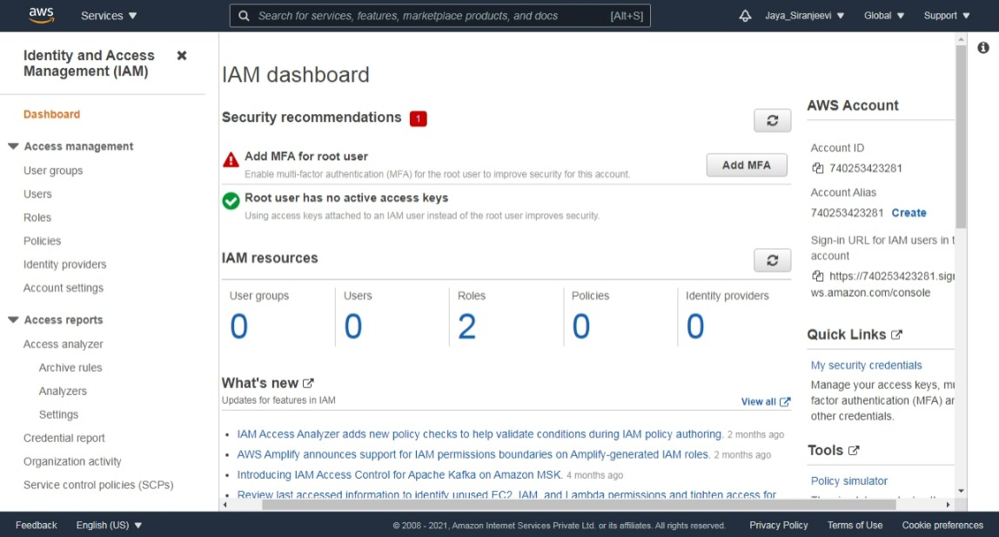 aws
Services
Search for services, features, marketplace products, and docs [Alt+S]
Jaya_Siranjeevi
Global
Support
Identity and Access
Management (IAM)
Dashboard
Access management
User groups
Users
Roles
Policies
Identity providers
Account settings
Access reports
Access analyzer
Archive rules
Analyzers
Settings
Credential report
Organization activity
Service control policies (SCPs)
IAM dashboard
Security recommendations 1
Add MFA for root user
Enable multi-factor authentication (MFA) for the root user to improve security for this account.
Add MFA
Root user has no active access keys
Using access keys attached to an IAM user instead of the root user improves security.
IAM resources
User groups Users Roles Policies Identity providers
0 0 2 0 0
What's new
Updates for features in IAM
View all
IAM Access Analyzer adds new policy checks to help validate conditions during IAM policy authoring. 2 months ago
AWS Amplify announces support for IAM permissions boundaries on Amplify-generated IAM roles. 2 months ago
Introducing IAM Access Control for Apache Kafka on Amazon MSK. 4 months ago
Review last accessed information to identify unused EC2, IAM, and Lambda permissions and tighten access for
AWS Account
Account ID
740253423281
Account Alias
740253423281 Create
Sign-in URL for IAM users in t
account
https://740253423281.sign
ws.amazon.com/console
Quick Links
My security credentials
Manage your access keys, mu
factor authentication (MFA) an
other credentials.
Tools
Policy simulator
Feedback
English (US)
© 2008 - 2021, Amazon Internet Services Private Ltd. or its affiliates. All rights reserved.
Privacy Policy
Terms of Use
Cookie preferences